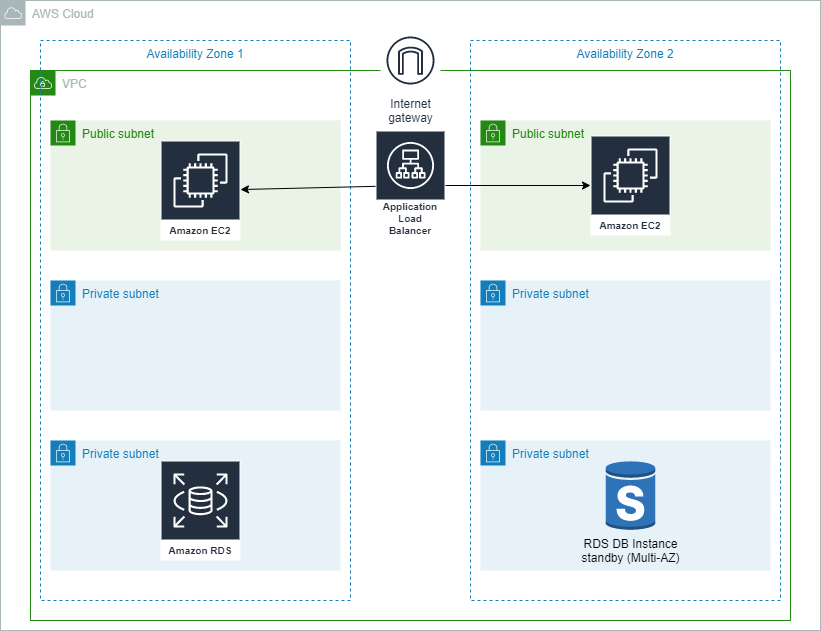 AWS Cloud
Availability Zone 1
Availability Zone 2
VPC
Internet
gateway
Public subnet
Public subnet
Amazon EC2
Application
Load
Balancer
Amazon EC2
Private subnet
Private subnet
Private subnet
Private subnet
Amazon RDS
S
RDS DB Instance
standby (Multi-AZ)